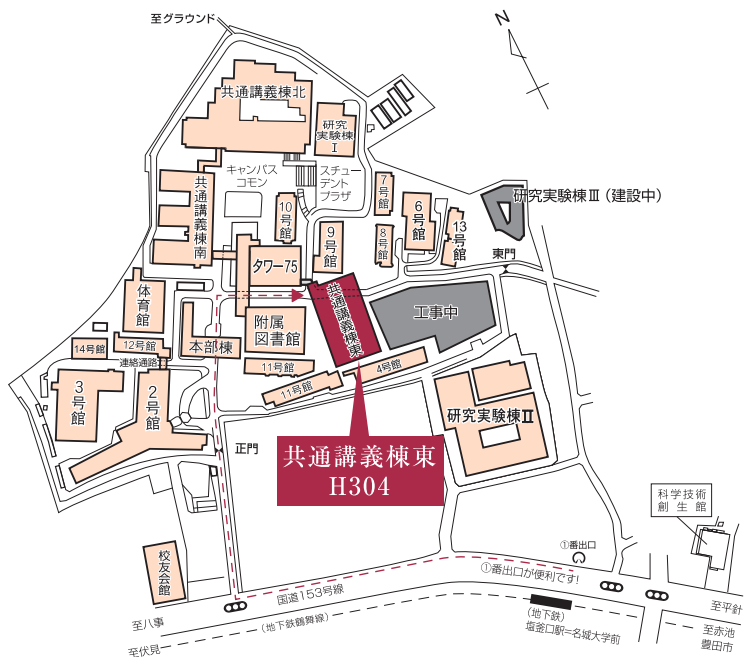 至グラウンド
N
共通講義棟北
研究
実験棟
I
キャンパス
コモン
スチュー
デント
プラザ
共通講義棟南
10号館
7号館
6号館
13号館
研究実験棟Ⅲ(建設中)
9号館
8号館
東門
タワー75
体育館
共通講義棟東
工事中
附属
図書館
本部棟
12号館
14号館
連絡通路
11号館
4号館
11号館
3号館
2号館
研究実験棟Ⅱ
正門
共通講義棟東
H304
科学技術
創生館
①番出口
校友会館
①番出口が便利です!
国道153号線
至八事
(地下鉄鶴舞線)
(地下鉄)
塩釜口駅=名城大学前
至平針
至伏見
至赤池
豊田市